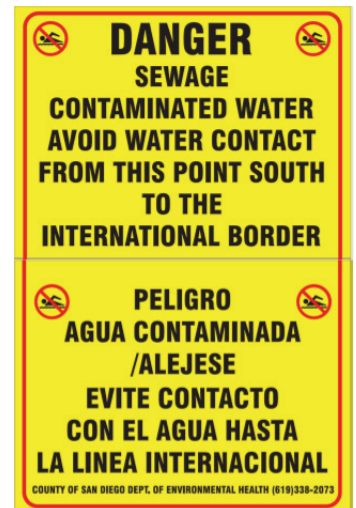 DANGER
SEWAGE
CONTAMINATED WATER
AVOID WATER CONTACT
FROM THIS POINT SOUTH
TO THE
INTERNATIONAL BORDER
PELIGRO
AGUA CONTAMINADA
/ALEJESE
EVITE CONTACTO
CON EL AGUA HASTA
LA LINEA INTERNACIONAL
COUNTY OF SAN DIEGO DEPT, OF ENVIRONMENTAL HEALTH (619)338-2073